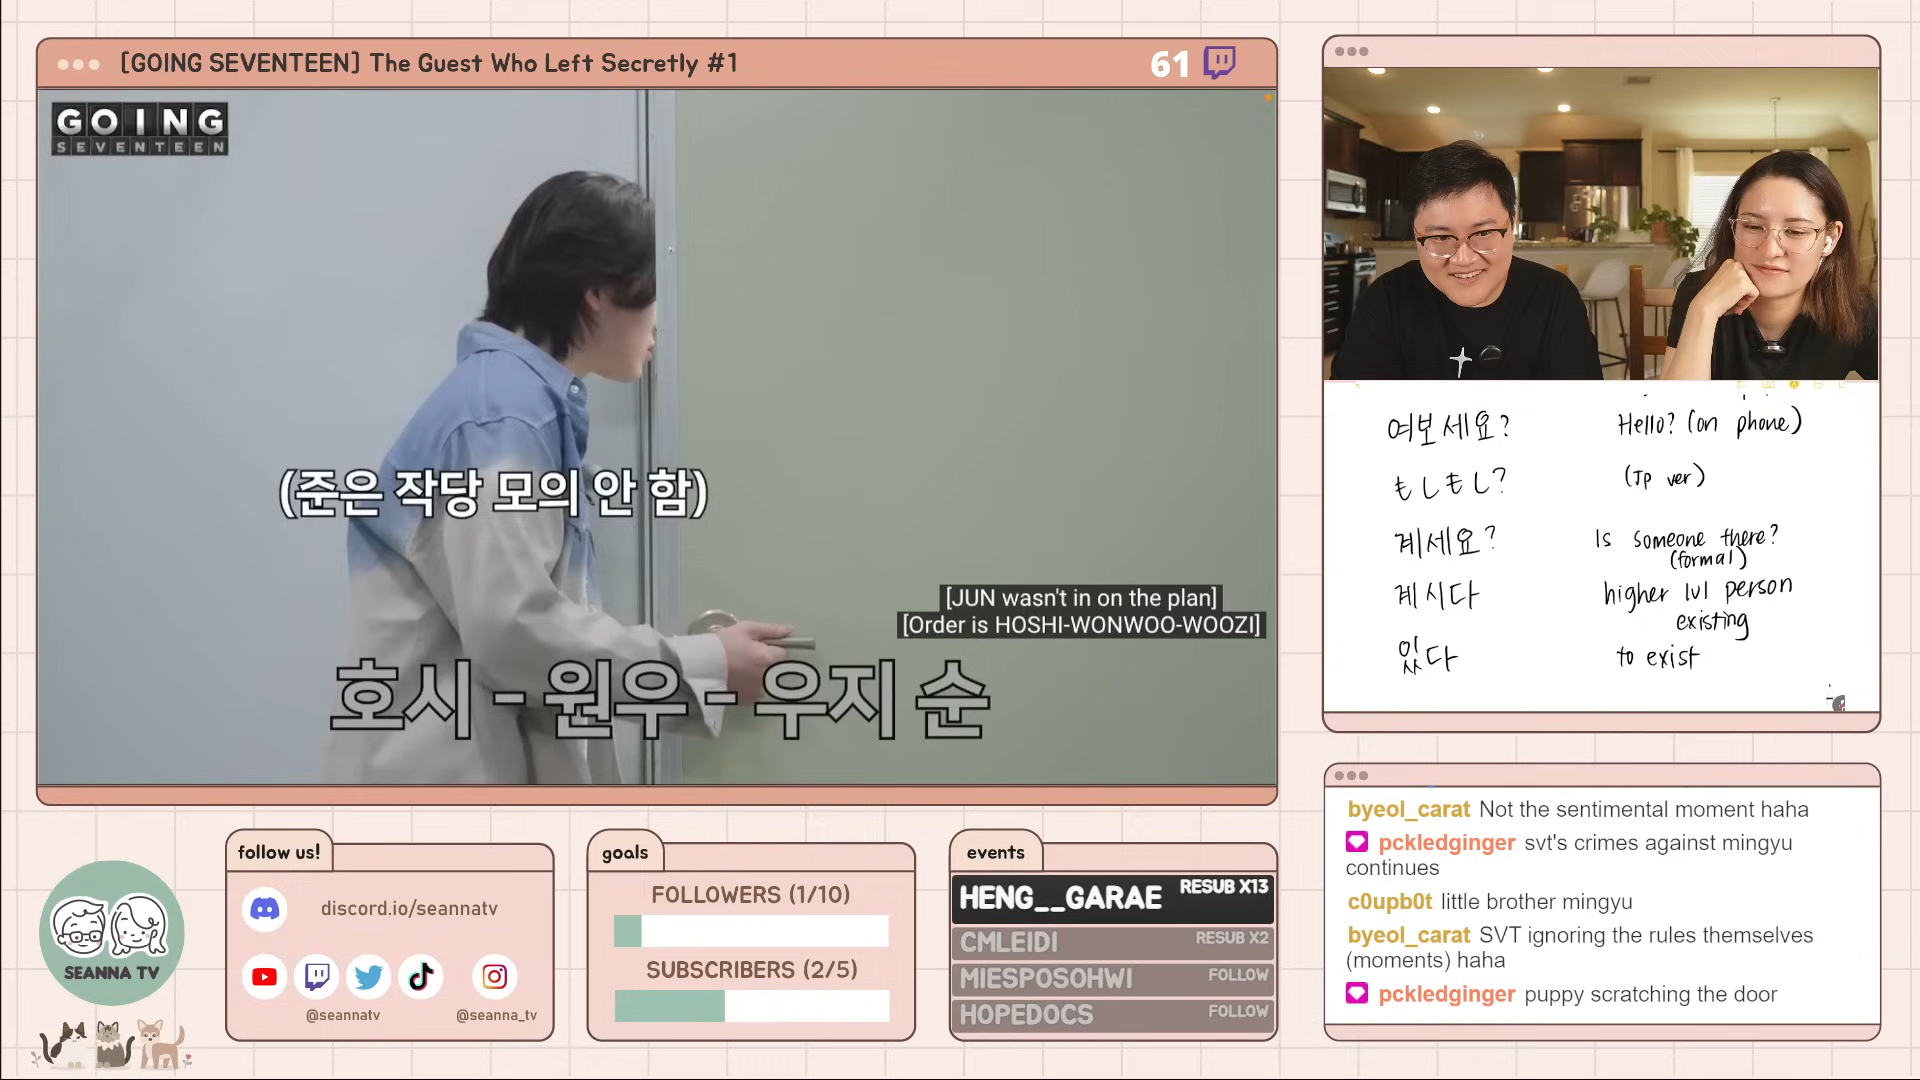 [GOING SEVENTEEN] The Guest Who Left Secretly #1
61
GOING
SEVENTEEN
(준은 작당 모의 안 함)
[JUN wasn't in on the plan]
[Order is HOSHI-WONWOO-WOOZI]
호시 - 원우 - 우지 순
여보세요? Hello? (on phone)
もしもし? (Jp ver)
계세요? Is someone there?
(formal)
계시다 higher lvl person
existing
있다 to exist
byeol_carat Not the sentimental moment haha
pckledginger svt's crimes against mingyu
continues
c0upb0t little brother mingyu
byeol_carat SVT ignoring the rules themselves
(moments) haha
pckledginger puppy scratching the door
SEANNA TV
follow us!
discord.io/seannatv
@seannatv
@seanna_tv
goals
FOLLOWERS (1/10)
SUBSCRIBERS (2/5)
events
HENG__GARAE RESUB X13
CMLEIDI RESUB X2
MIESPOSOHWI FOLLOW
HOPEDOCS FOLLOW